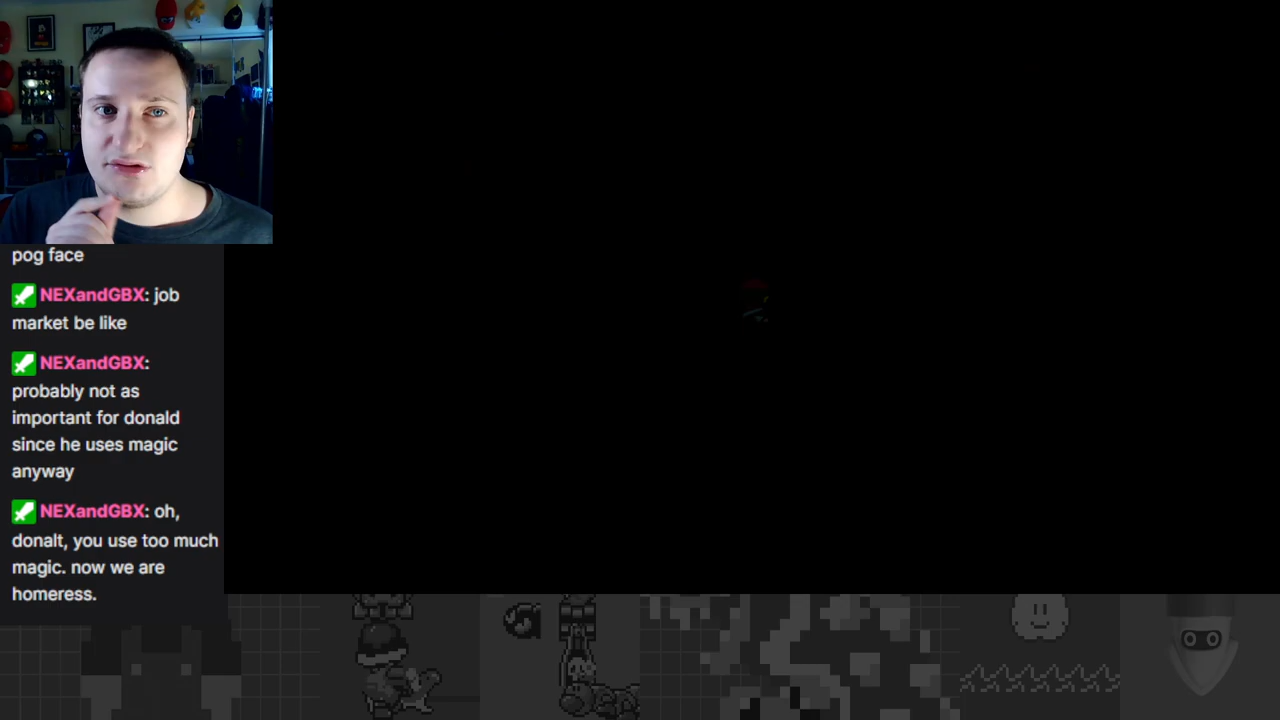 pog face
NEXandGBX: job
market be like
NEXandGBX:
probably not as
important for donald
since he uses magic
anyway
NEXandGBX: oh,
donalt, you use too much
magic. now we are
homeress.